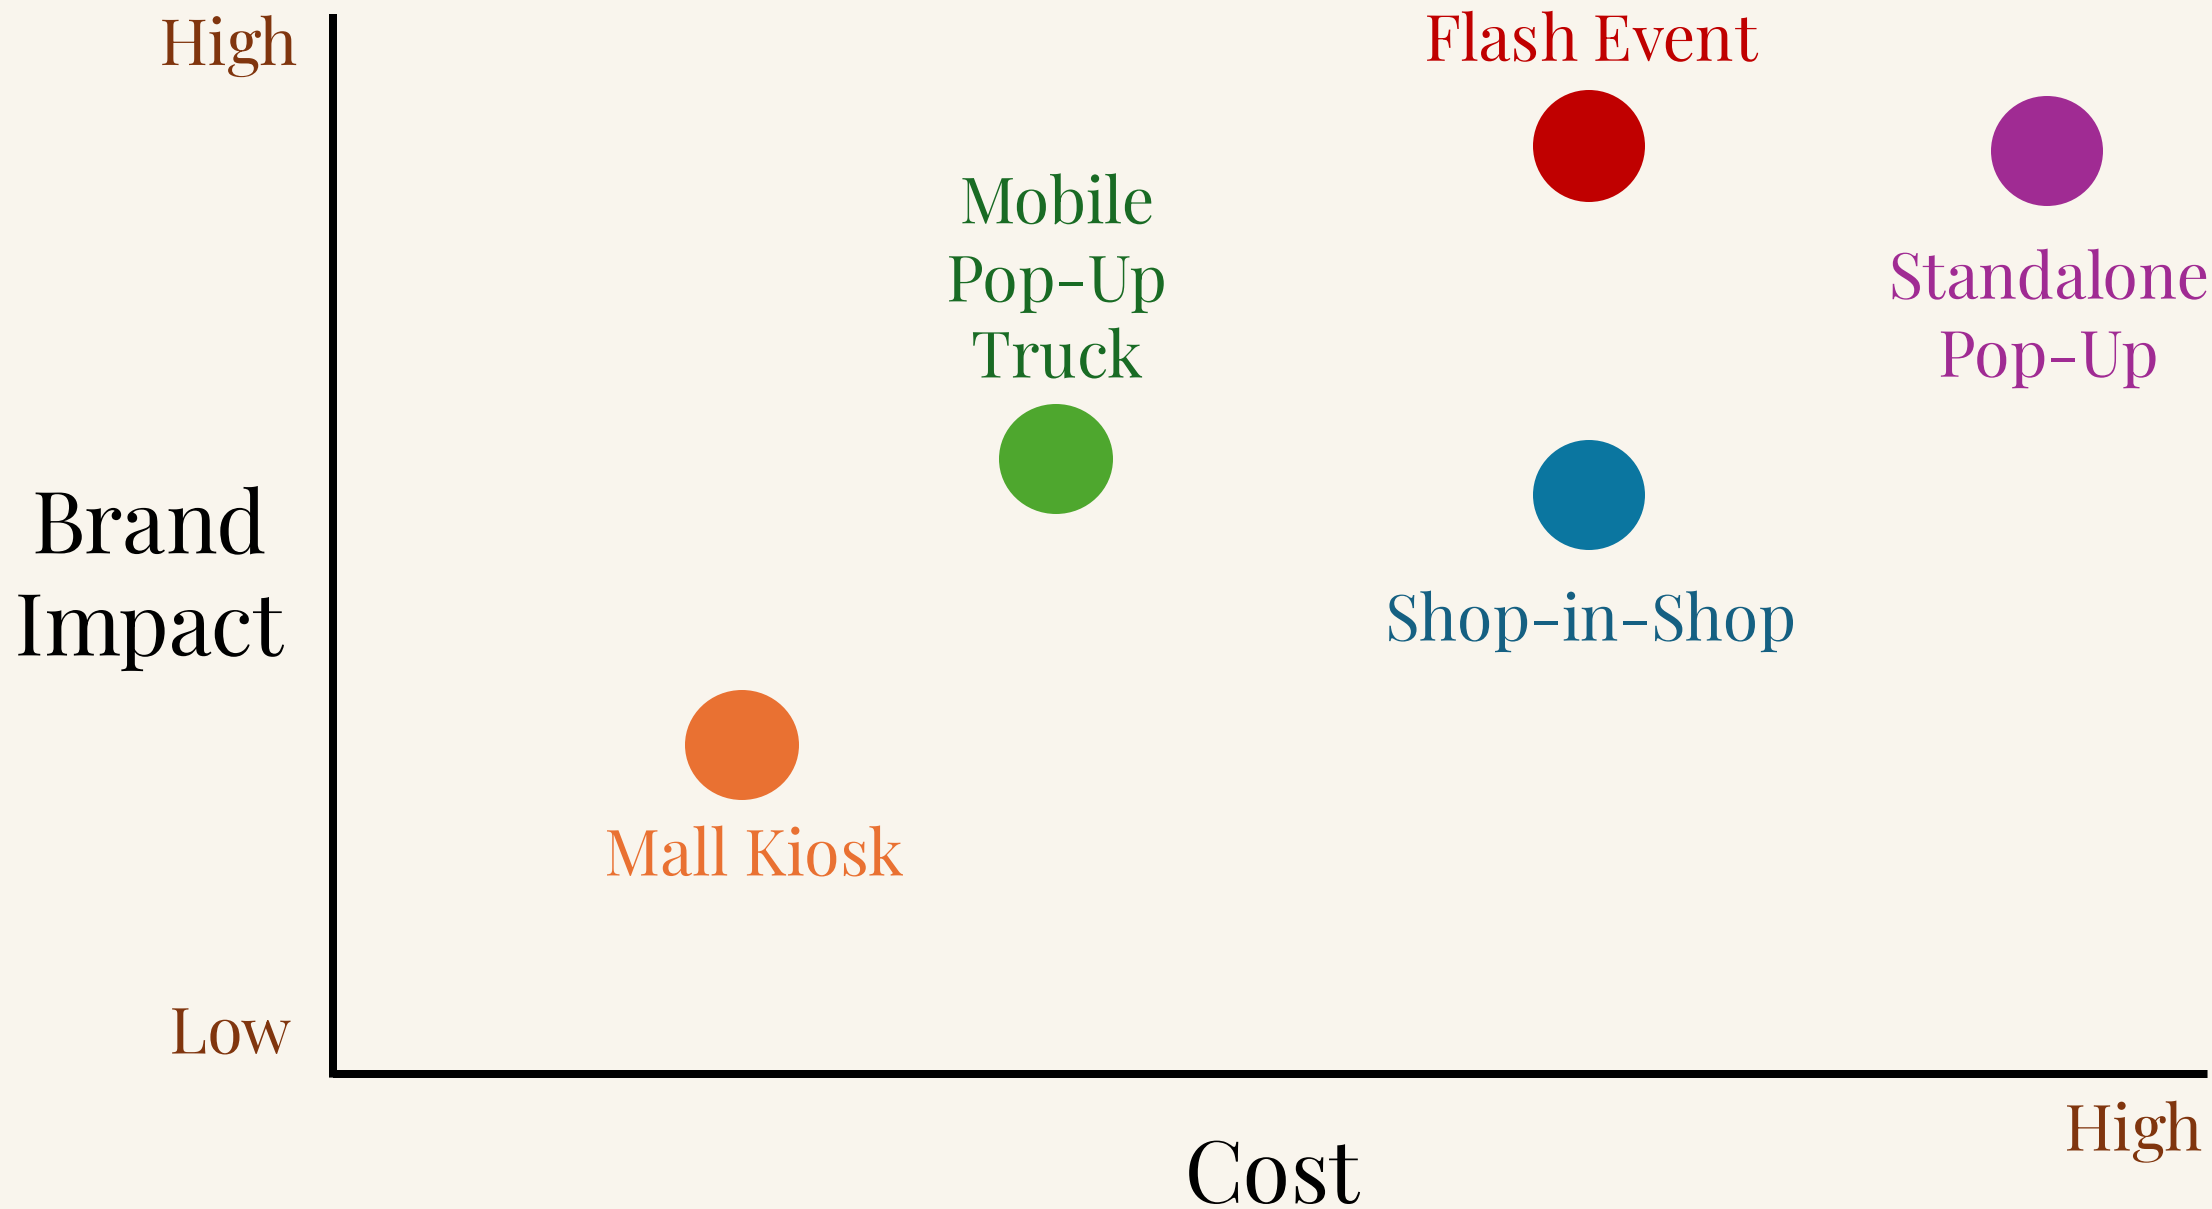 High
Flash Event
Mobile
Pop-Up
Truck
Standalone
Pop-Up
Brand
Impact
Shop-in-Shop
Mall Kiosk
Low
High
Cost